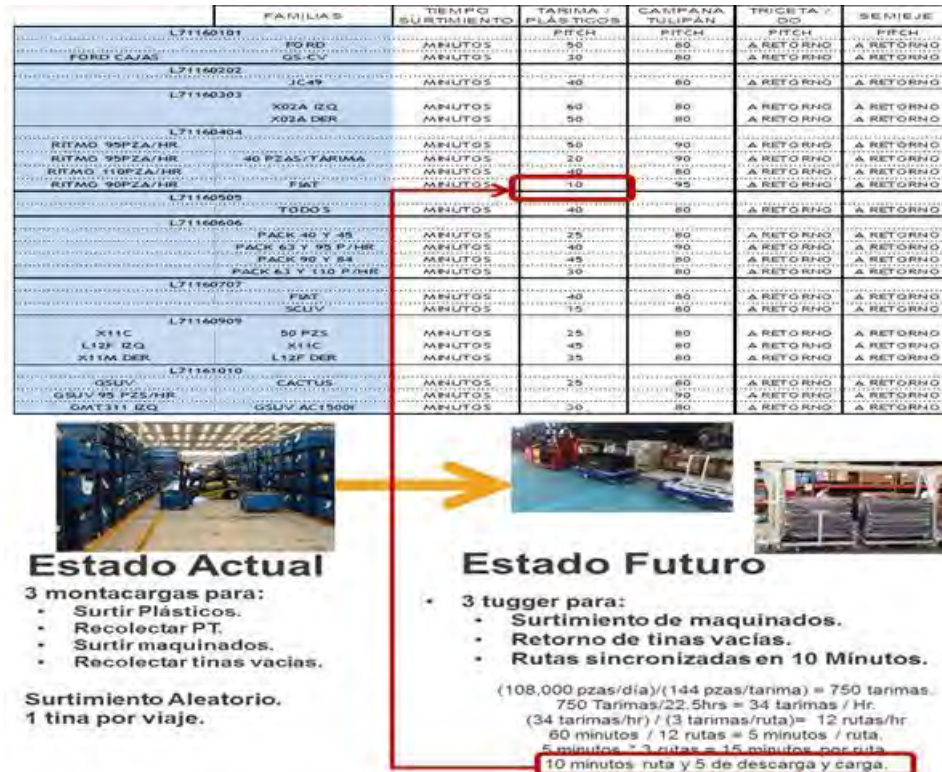 FAMILIAS TIEMPO SURTIMIENTO TARIMA / PLÁSTICOS CAMPANA TULIPÁN TRICETA / DO SEMIEJE
L71160101 PITCH PITCH PITCH PITCH
FORD MINUTOS 50 80 A RETORNO A RETORNO
FORD CAJAS GS-CV MINUTOS 30 80 A RETORNO A RETORNO
L71160202
JC49 MINUTOS 40 80 A RETORNO A RETORNO
L71160303
X02A IZQ MINUTOS 60 80 A RETORNO A RETORNO
X02A DER MINUTOS 50 80 A RETORNO A RETORNO
L71160404
RITMO 95PZA/HR MINUTOS 50 90 A RETORNO A RETORNO
RITMO 95PZA/HR 40 PZAS/TARIMA MINUTOS 20 90 A RETORNO A RETORNO
RITMO 110PZA/HR MINUTOS 40 80 A RETORNO A RETORNO
RITMO 90PZA/HR FIAT MINUTOS 10 95 A RETORNO A RETORNO
L71160505
TODOS MINUTOS 40 80 A RETORNO A RETORNO
L71160606
PACK 40 Y 45 MINUTOS 25 80 A RETORNO A RETORNO
PACK 63 Y 95 P/HR MINUTOS 40 90 A RETORNO A RETORNO
PACK 90 Y 84 MINUTOS 45 80 A RETORNO A RETORNO
PACK 63 Y 110 P/HR MINUTOS 30 80 A RETORNO A RETORNO
L71160707
FIAT MINUTOS 40 80 A RETORNO A RETORNO
SCUV MINUTOS 15 80 A RETORNO A RETORNO
L71160909
X11C 50 PZS MINUTOS 25 80 A RETORNO A RETORNO
L12F IZQ X11C MINUTOS 45 80 A RETORNO A RETORNO
X11M DER L12F DER MINUTOS 35 80 A RETORNO A RETORNO
L71161010
GSUV CACTUS MINUTOS 25 80 A RETORNO A RETORNO
GSUV 95 PZS/HR MINUTOS 90 A RETORNO A RETORNO
GMT311 IZQ GSUV AC1500I MINUTOS 30 80 A RETORNO A RETORNO
Estado Actual
3 montacargas para:
• Surtir Plásticos.
• Recolectar PT.
• Surtir maquinados.
• Recolectar tinas vacias.
Surtimiento Aleatorio.
1 tina por viaje.
Estado Futuro
• 3 tugger para:
• Surtimiento de maquinados.
• Retorno de tinas vacías.
• Rutas sincronizadas en 10 Mínutos.
(108,000 pzas/día)/(144 pzas/tarima) = 750 tarimas.
750 Tarimas/22.5hrs = 34 tarimas / Hr.
(34 tarimas/hr) / (3 tarimas/ruta)= 12 rutas/hr
60 minutos / 12 rutas = 5 minutos / ruta.
5 minutos * 3 rutas = 15 minutos por ruta
10 minutos ruta y 5 de descarga y carga.